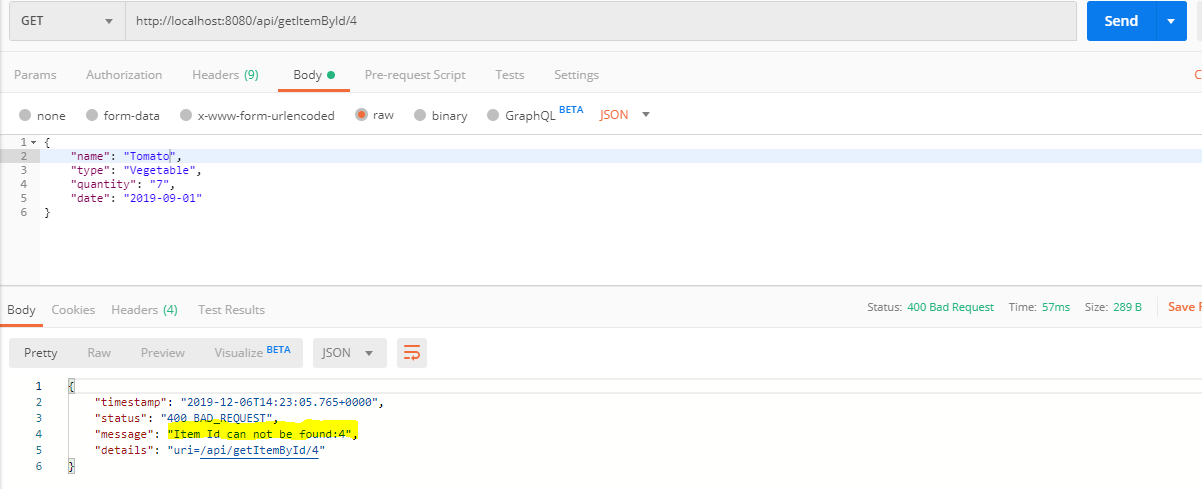 GET http://localhost:8080/api/getItemById/4 Send
Params Authorization Headers (9) Body Pre-request Script Tests Settings C
none form-data x-www-form-urlencoded raw binary GraphQL BETA JSON
1 {
2 "name": "Tomato",
3 "type": "Vegetable",
4 "quantity": "7",
5 "date": "2019-09-01"
6 }
Body Cookies Headers (4) Test Results Status: 400 Bad Request Time: 57ms Size: 289 B Save R
Pretty Raw Preview Visualize BETA JSON
1 {
2 "timestamp": "2019-12-06T14:23:05.765+0000",
3 "status": "400 BAD_REQUEST",
4 "message": "Item Id can not be found:4",
5 "details": "uri=/api/getItemById/4"
6 }